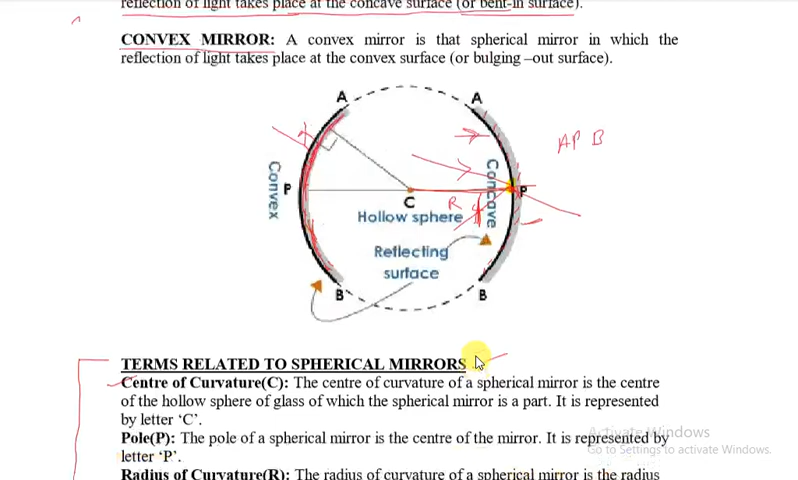 reflection of light takes place at the concave surface (or bent-in surface).
CONVEX MIRROR: A convex mirror is that spherical mirror in which the
reflection of light takes place at the convex surface (or bulging –out surface).
A A
AP B
Convex P C Concave P
R
Hollow sphere
Reflecting
surface
B B
TERMS RELATED TO SPHERICAL MIRRORS
Centre of Curvature(C): The centre of curvature of a spherical mirror is the centre
of the hollow sphere of glass of which the spherical mirror is a part. It is represented
by letter ‘C’.
Pole(P): The pole of a spherical mirror is the centre of the mirror. It is represented by
letter ‘P’.
Radius of Curvature(R): The radius of curvature of a spherical mirror is the radius
Activate Windows
Go to Settings to activate Windows.